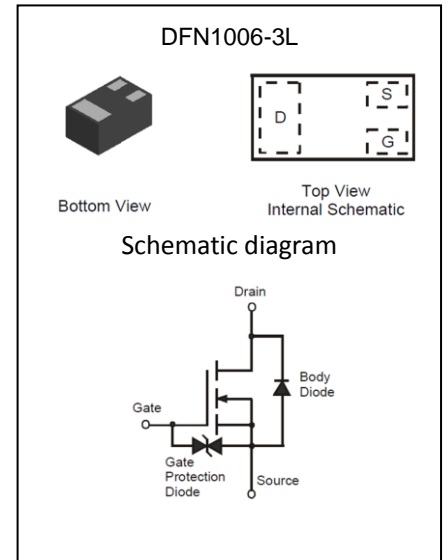 DFN1006-3L
D
S
G
Bottom View
Top View
Internal Schematic
Schematic diagram
Drain
Body
Diode
Gate
Gate
Protection
Diode
Source